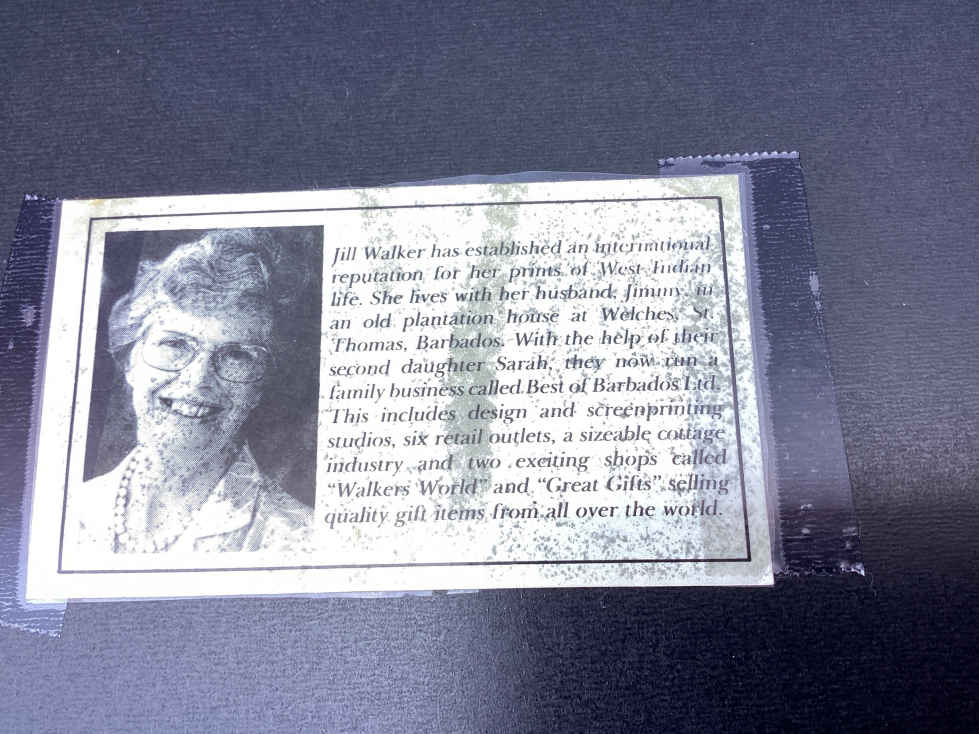 Jill Walker has established an international
reputation for her prints of West Indian
life. She lives with her husband, Jimmy, in
an old plantation house at Welches, St.
Thomas, Barbados. With the help of their
second daughter Sarah, they now run a
family business called Best of Barbados Ltd.
This includes design and screenprinting
studios, six retail outlets, a sizeable cottage
industry and two exciting shops called
“Walkers World” and “Great Gifts” selling
quality gift items from all over the world.